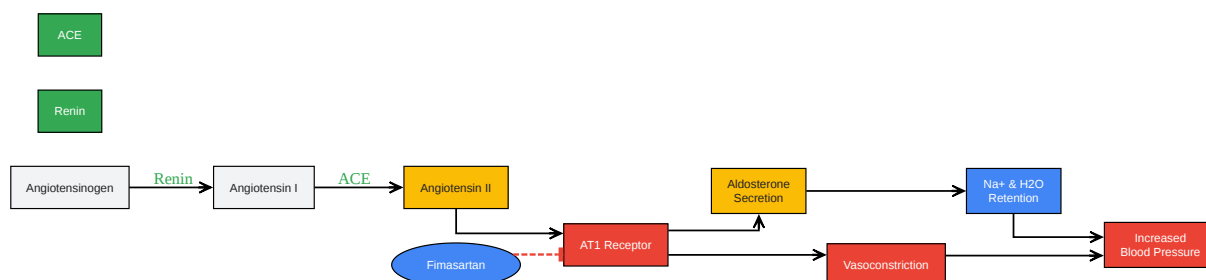 ACE
Renin
Angiotensinogen
Renin
Angiotensin I
ACE
Angiotensin II
Aldosterone
Secretion
Na+ & H2O
Retention
Fimasartan
AT1 Receptor
Vasoconstriction
Increased
Blood Pressure